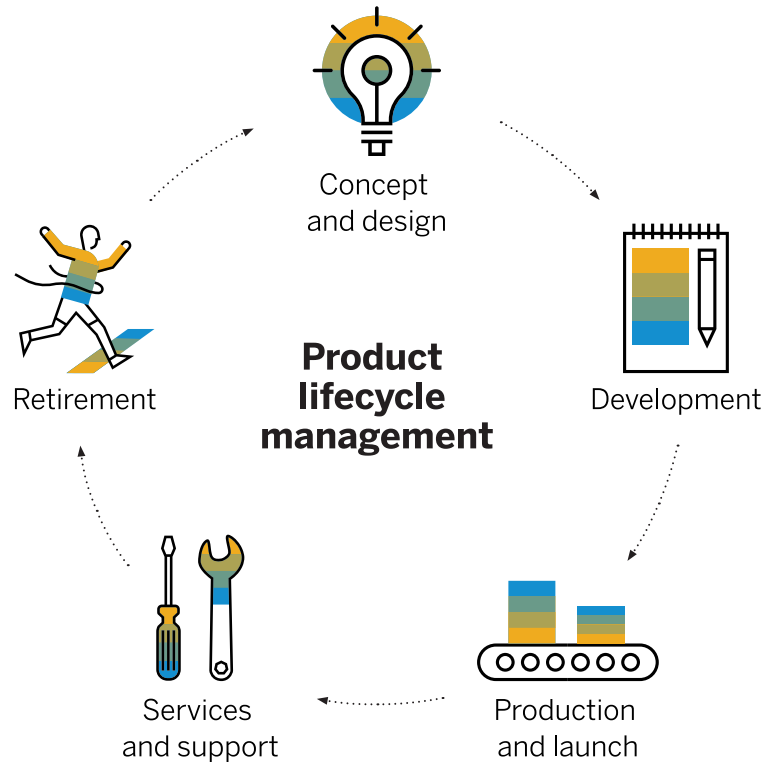 Concept
and design
Development
Production
and launch
Services
and support
Retirement
Product
lifecycle
management